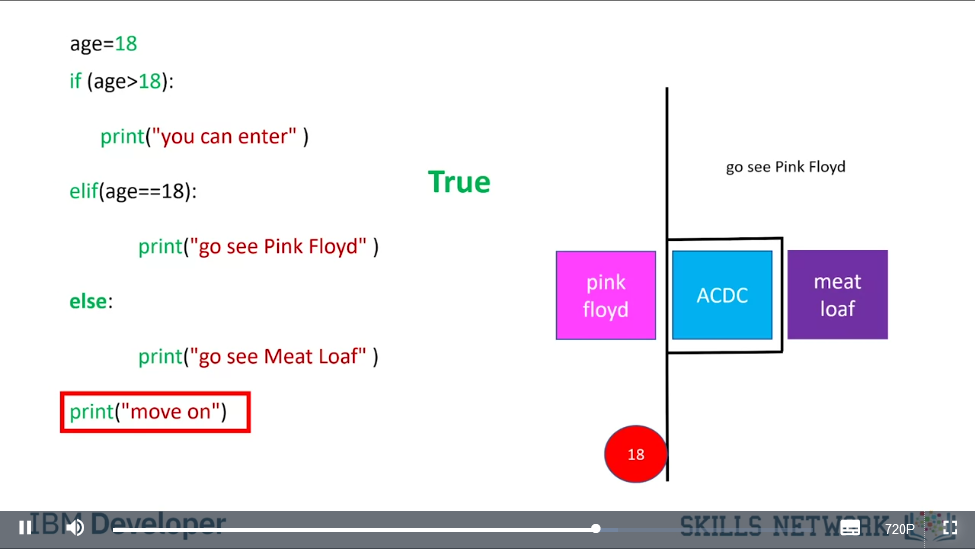 age=18
if (age>18):
print("you can enter" )
elif(age==18):
print("go see Pink Floyd" )
else:
print("go see Meat Loaf" )
print("move on")
True
go see Pink Floyd
pink
floyd
ACDC
meat
loaf
18
IBM Developer
SKILLS NETWORK
720P